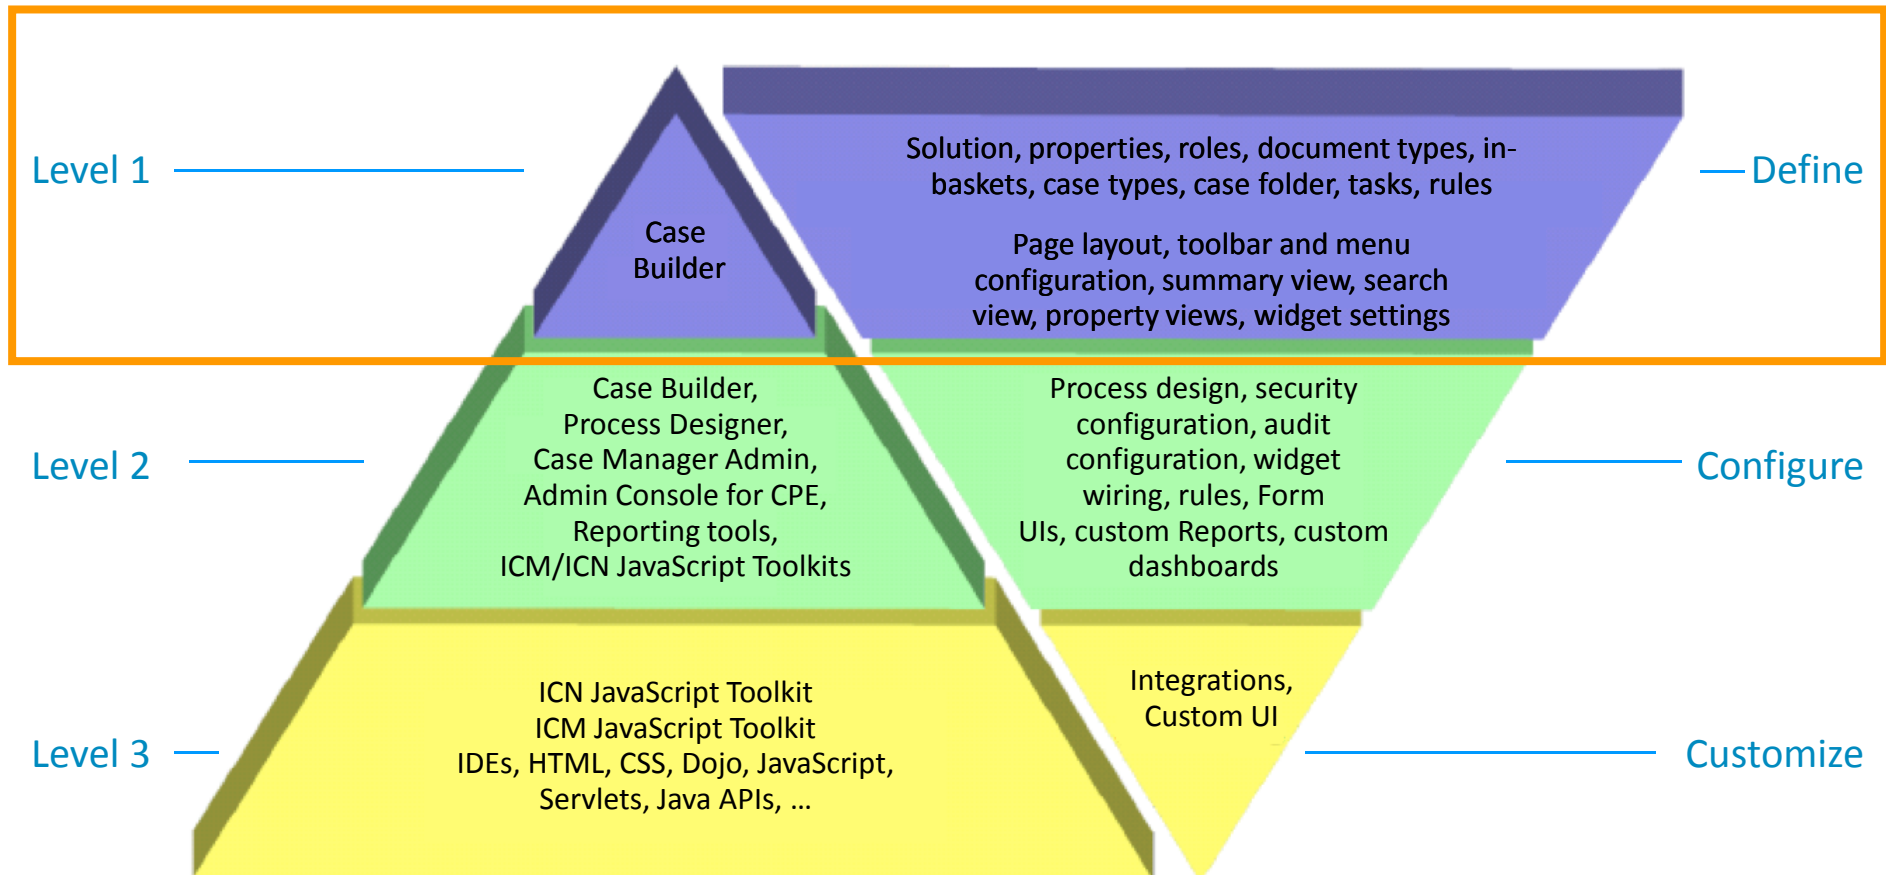 Level 1
Case
Builder
Solution, properties, roles, document types, in-
baskets, case types, case folder, tasks, rules
Page layout, toolbar and menu
configuration, summary view, search
view, property views, widget settings
Define
Level 2
Case Builder,
Process Designer,
Case Manager Admin,
Admin Console for CPE,
Reporting tools,
ICM/ICN JavaScript Toolkits
Process design, security
configuration, audit
configuration, widget
wiring, rules, Form
UIs, custom Reports, custom
dashboards
Configure
Level 3
ICN JavaScript Toolkit
ICM JavaScript Toolkit
IDEs, HTML, CSS, Dojo, JavaScript,
Servlets, Java APIs, ...
Integrations,
Custom UI
Customize